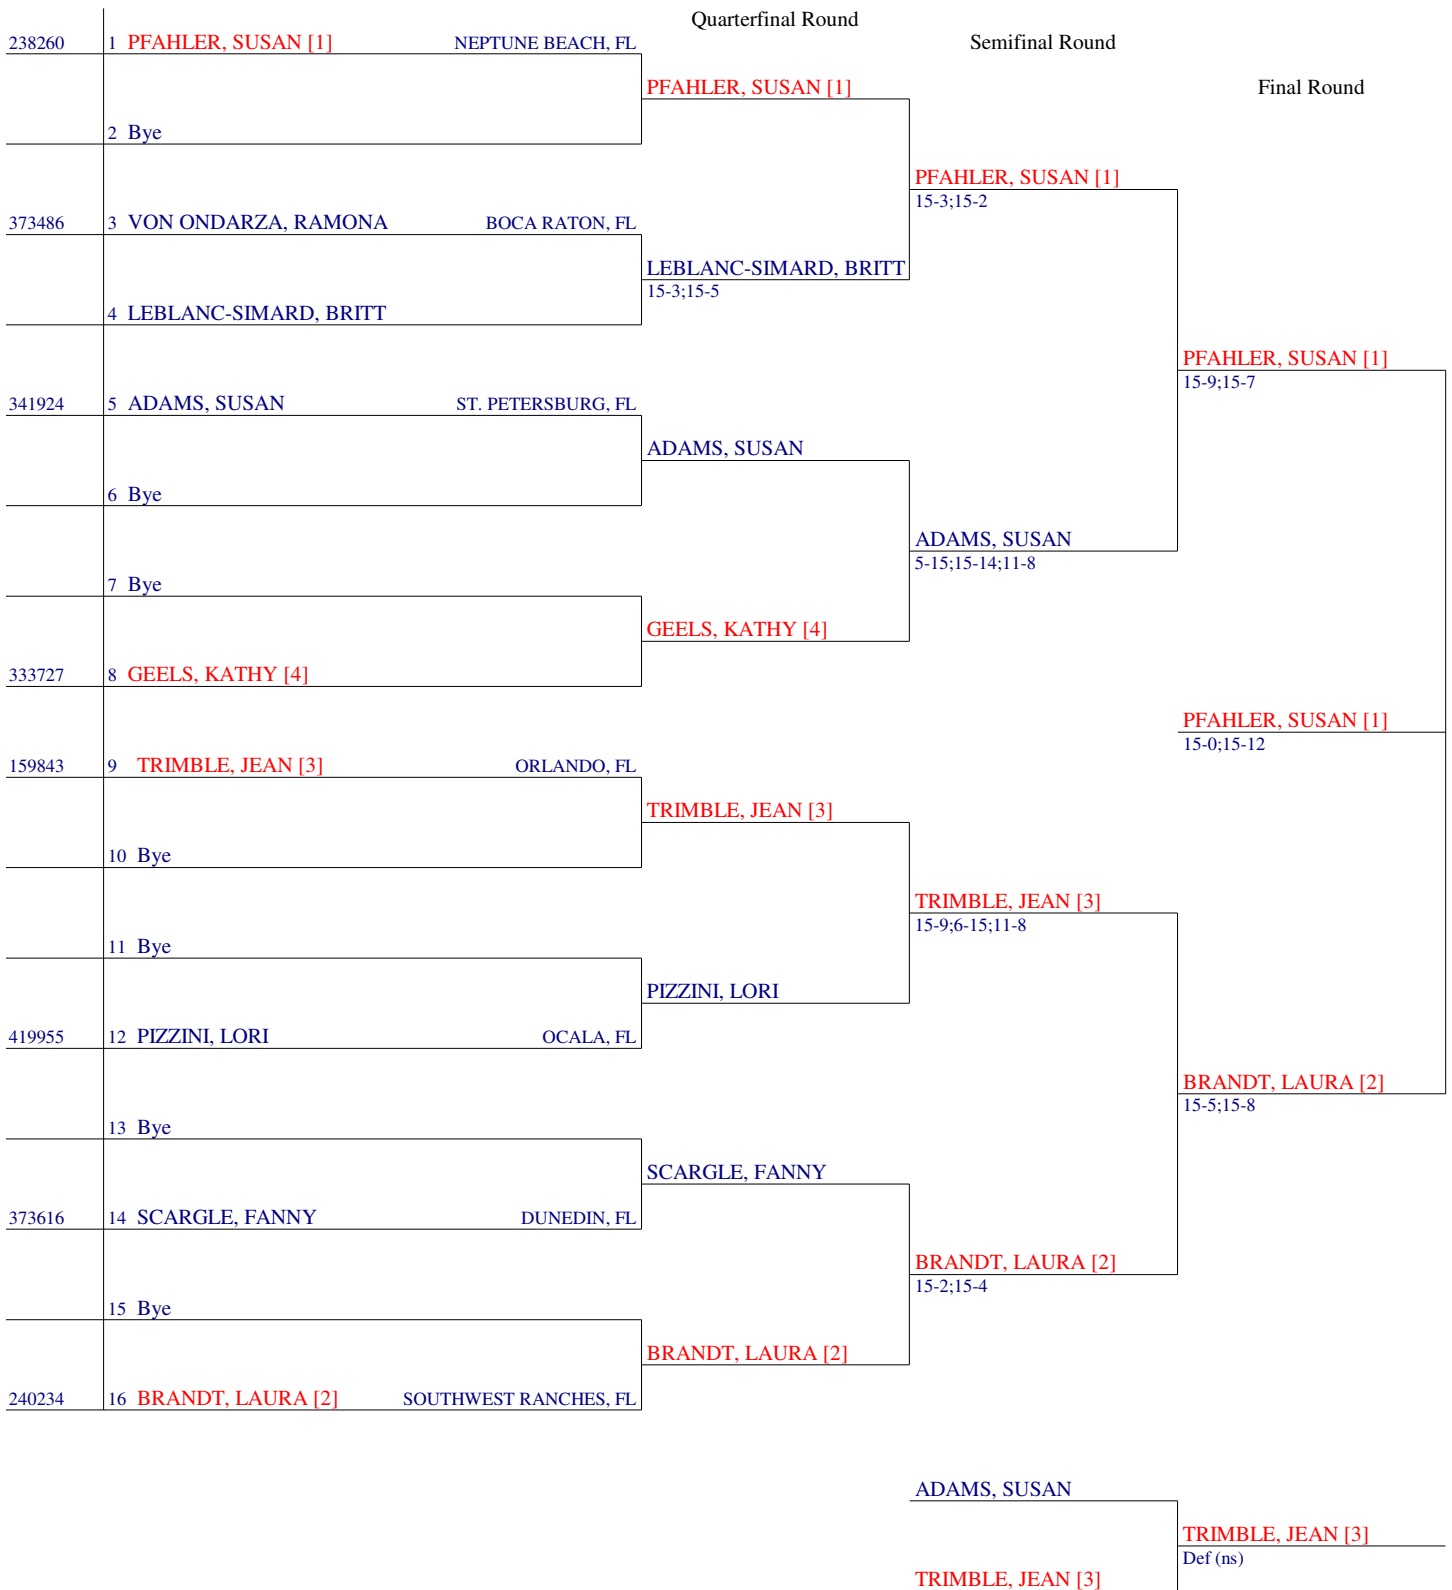 Quarterfinal Round
238260 1 PFAHLER, SUSAN [1] NEPTUNE BEACH, FL
Semifinal Round
PFAHLER, SUSAN [1]
Final Round
2 Bye
PFAHLER, SUSAN [1]
15-3;15-2
373486 3 VON ONDARZA, RAMONA BOCA RATON, FL
LEBLANC-SIMARD, BRITT
15-3;15-5
4 LEBLANC-SIMARD, BRITT
PFAHLER, SUSAN [1]
15-9;15-7
341924 5 ADAMS, SUSAN ST. PETERSBURG, FL
ADAMS, SUSAN
6 Bye
ADAMS, SUSAN
5-15;15-14;11-8
7 Bye
GEELS, KATHY [4]
333727 8 GEELS, KATHY [4]
PFAHLER, SUSAN [1]
15-0;15-12
159843 9 TRIMBLE, JEAN [3] ORLANDO, FL
TRIMBLE, JEAN [3]
10 Bye
TRIMBLE, JEAN [3]
15-9;6-15;11-8
11 Bye
PIZZINI, LORI
419955 12 PIZZINI, LORI OCALA, FL
BRANDT, LAURA [2]
15-5;15-8
13 Bye
SCARGLE, FANNY
373616 14 SCARGLE, FANNY DUNEDIN, FL
BRANDT, LAURA [2]
15-2;15-4
15 Bye
BRANDT, LAURA [2]
240234 16 BRANDT, LAURA [2] SOUTHWEST RANCHES, FL
ADAMS, SUSAN
TRIMBLE, JEAN [3]
Def (ns)
TRIMBLE, JEAN [3]